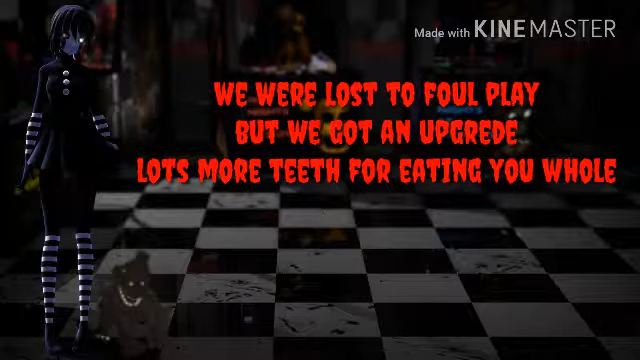 Made with KINEMASTER
WE WERE LOST TO FOUL PLAY
BUT WE GOT AN UPGREDE
LOTS MORE TEETH FOR EATING YOU WHOLE